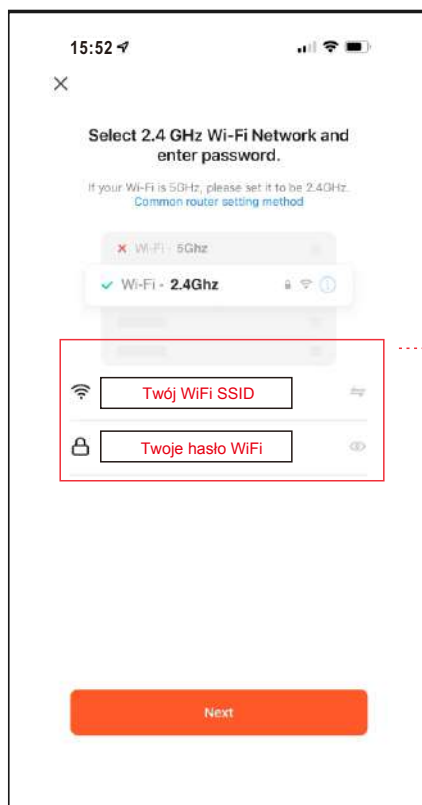 15:52
Select 2.4 GHz Wi-Fi Network and
enter password.
If your Wi-Fi is 5GHz, please set it to be 2.4GHz.
Common router setting method
Wi-Fi - 5Ghz
Wi-Fi - 2.4Ghz
Twój WiFi SSID
Twoje hasło WiFi
Next